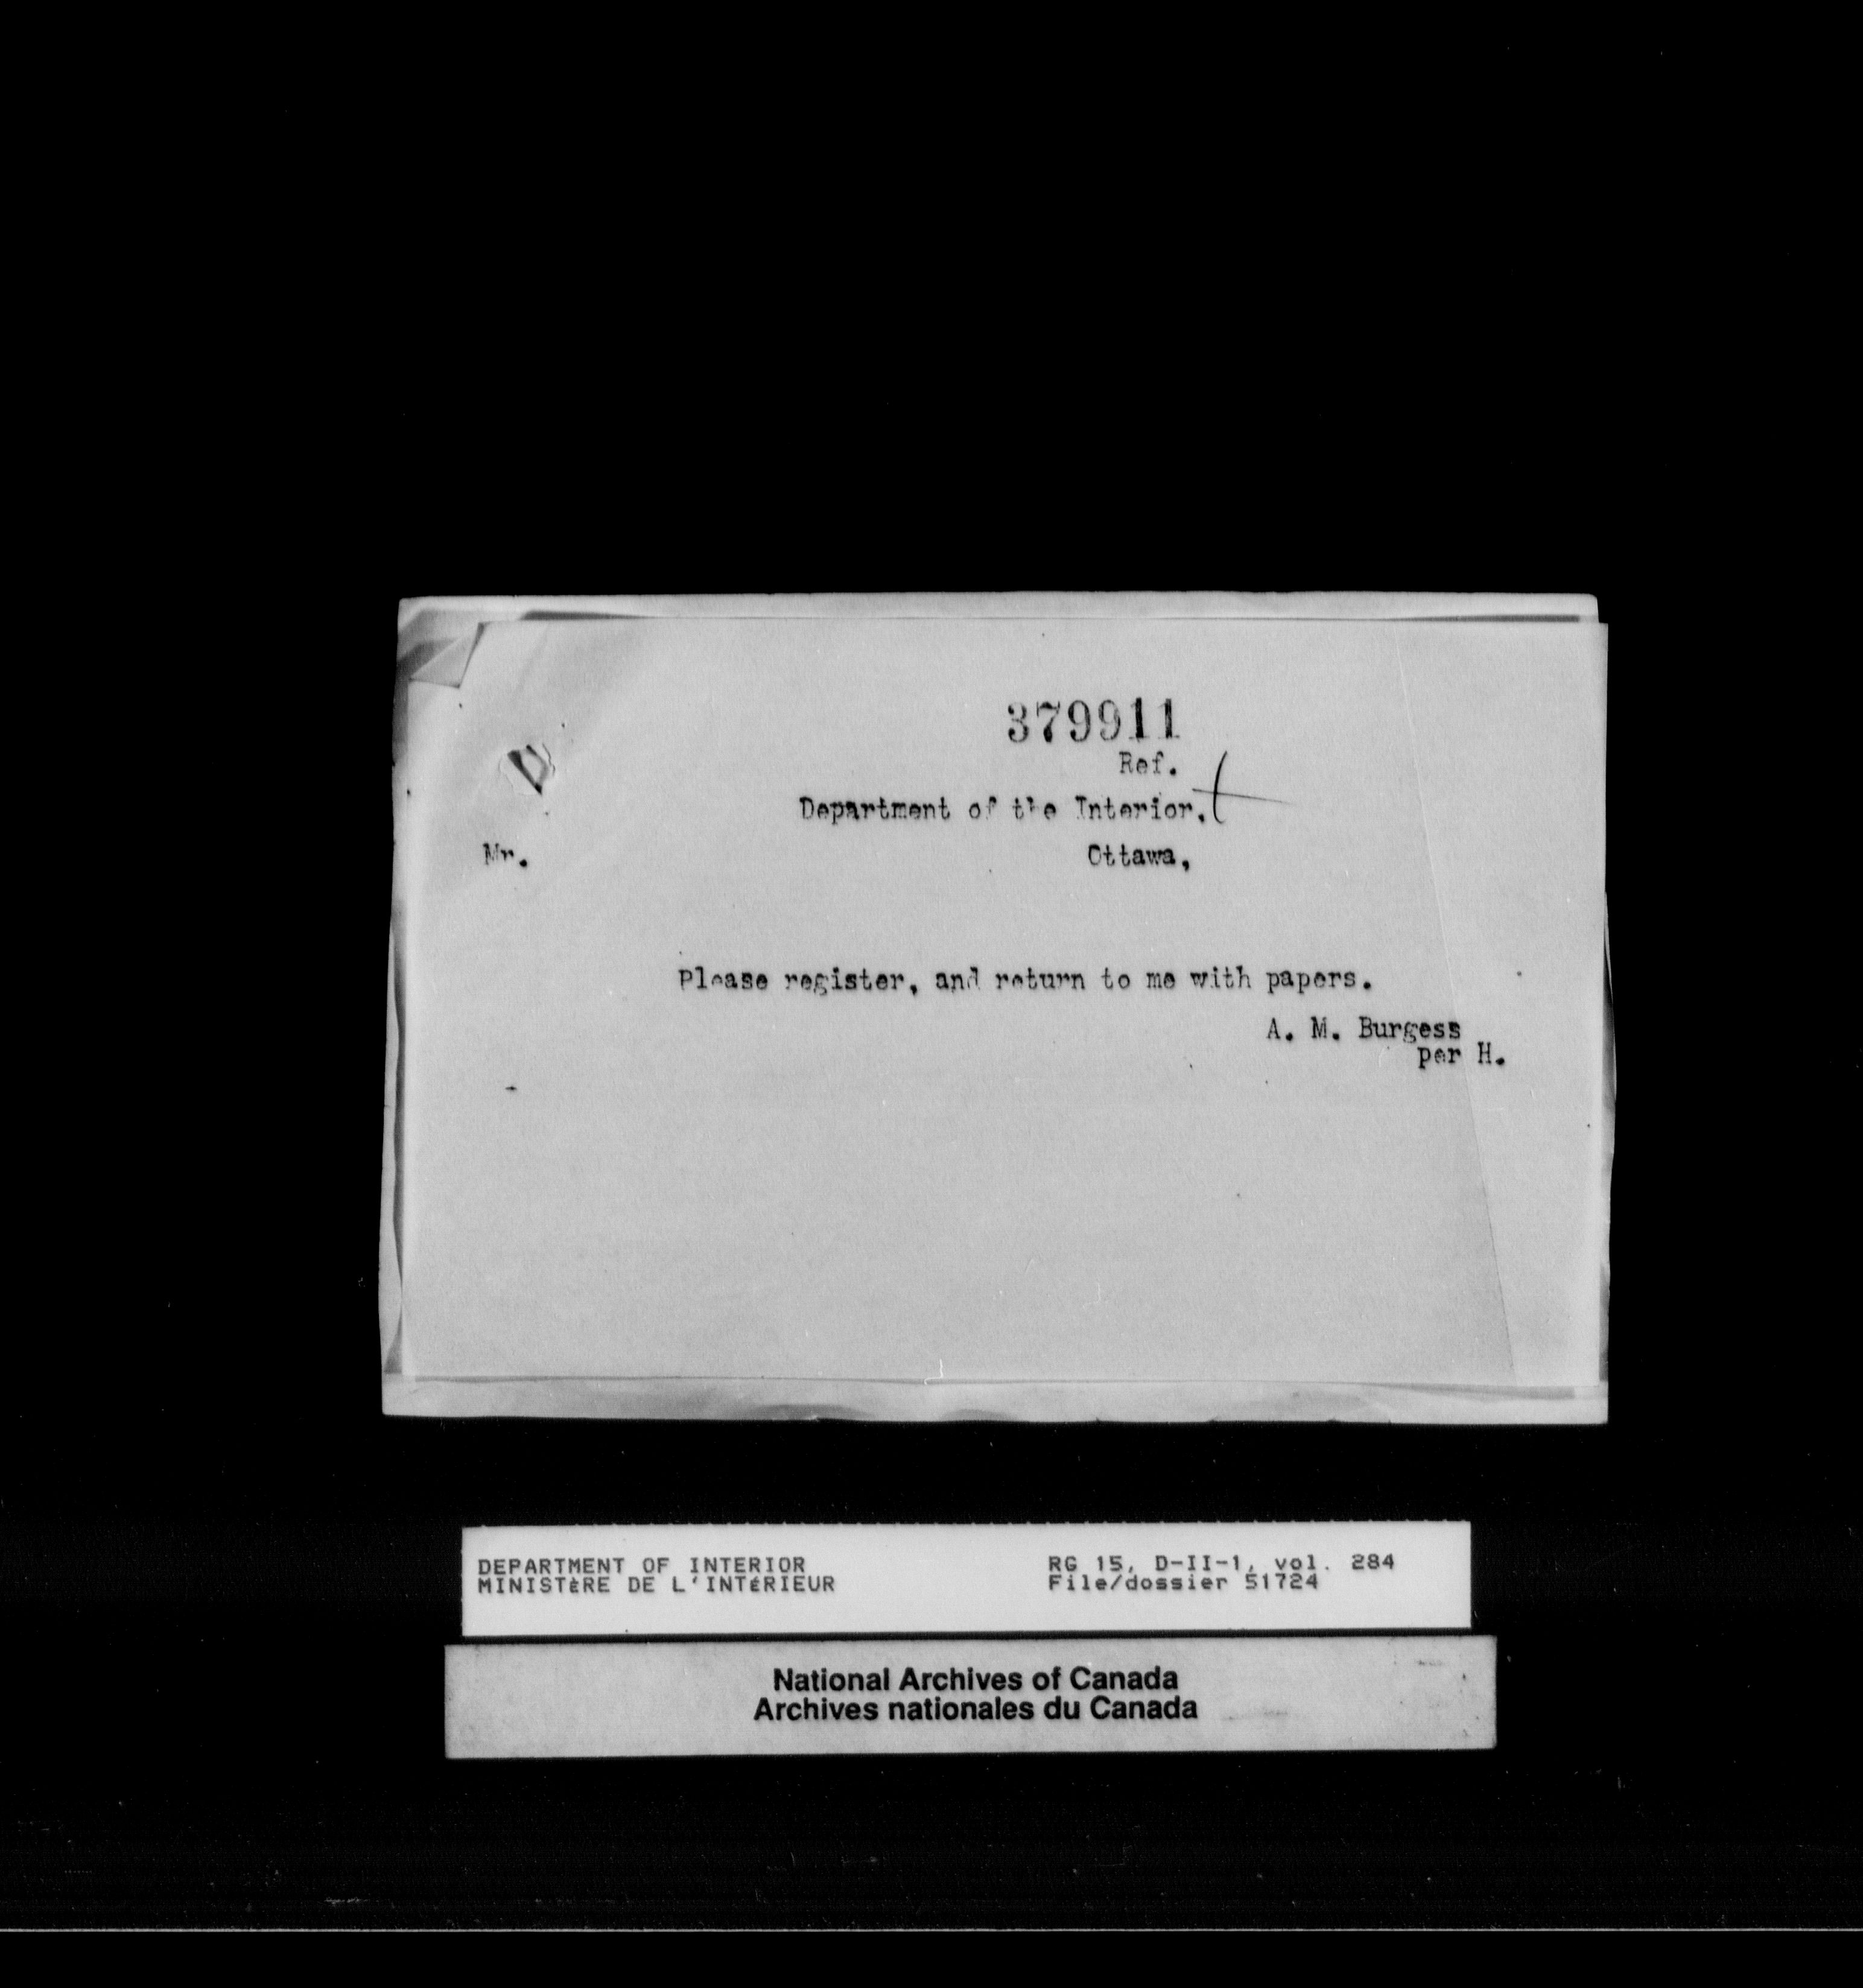 379911
Ref.
Department of the Interior,
Mr. Ottawa,
Please register, and return to me with papers.
A. M. Burgess
per H.
DEPARTMENT OF INTERIOR RG 15, D-II-1, vol. 284
MINISTèRE DE L'INTéRIEUR File/dossier 51724
National Archives of Canada
Archives nationales du Canada